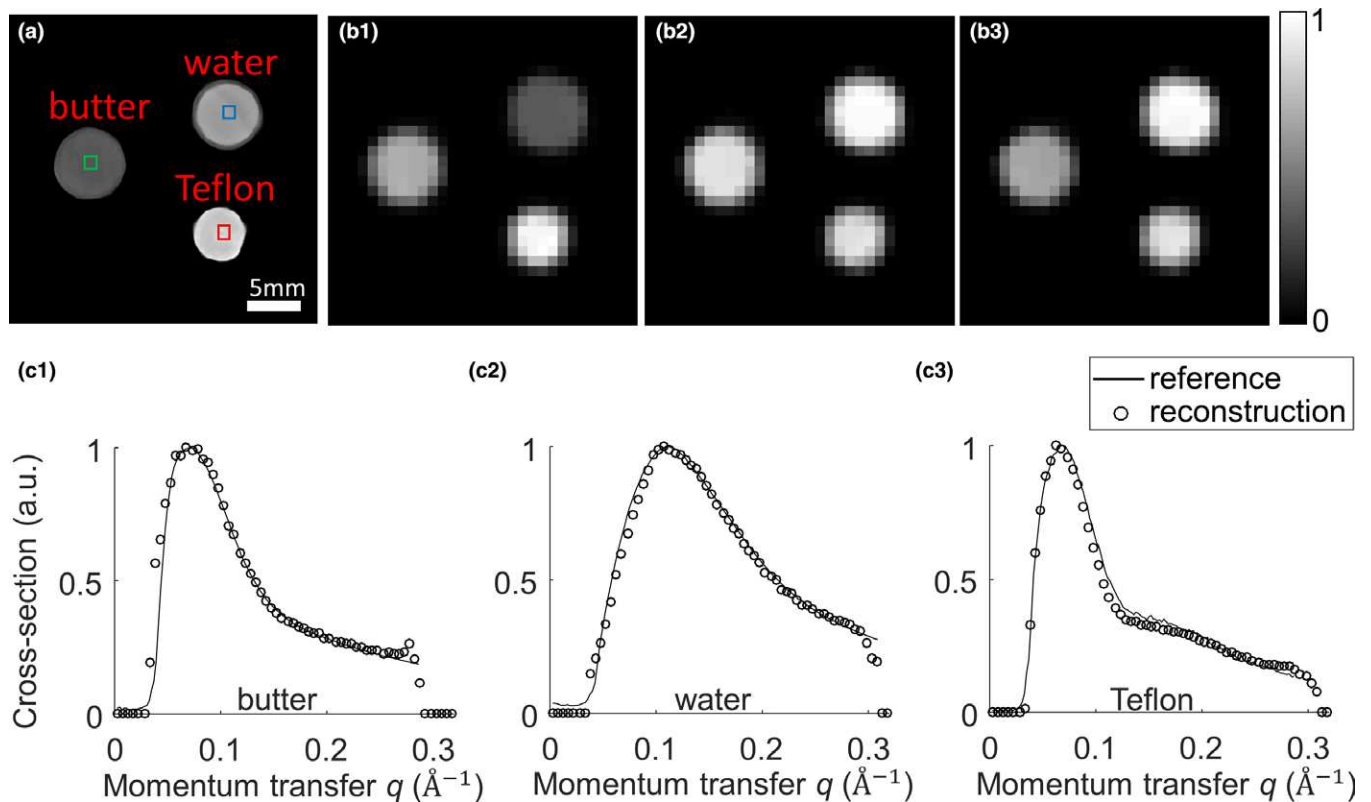 (a)
water
butter
Teflon
5mm
(b1)
(b2)
(b3)
1
0
(c1)
(c2)
(c3)
reference
reconstruction
Cross-section (a.u.)
1
0.5
0
butter
0 0.1 0.2 0.3
Momentum transfer q (Å⁻¹)
1
0.5
0
water
0 0.1 0.2 0.3
Momentum transfer q (Å⁻¹)
1
0.5
0
Teflon
0 0.1 0.2 0.3
Momentum transfer q (Å⁻¹)